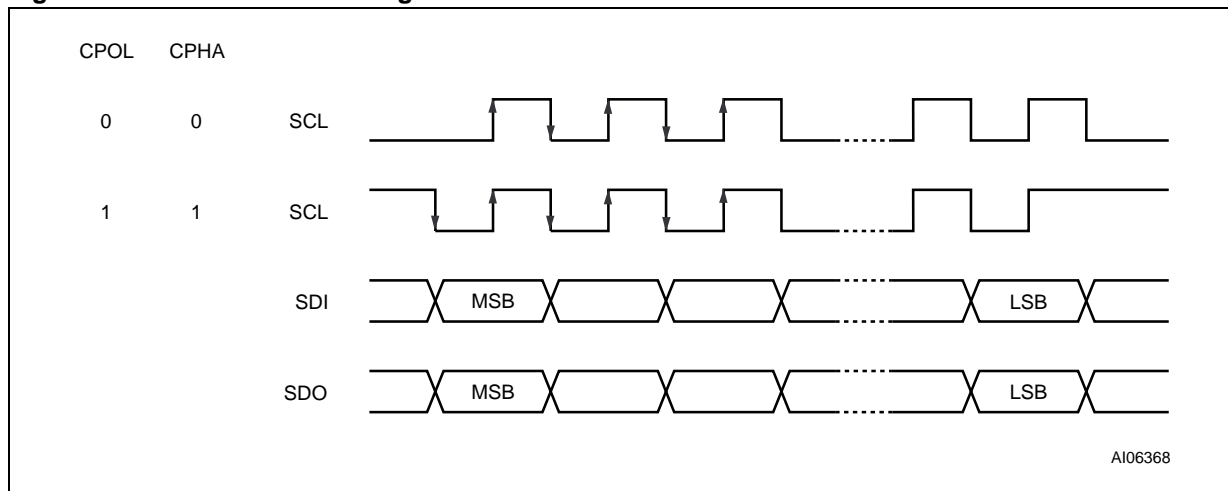 CPOL CPHA
0 0 SCL
1 1 SCL
SDI MSB LSB
SDO MSB LSB
AI06368